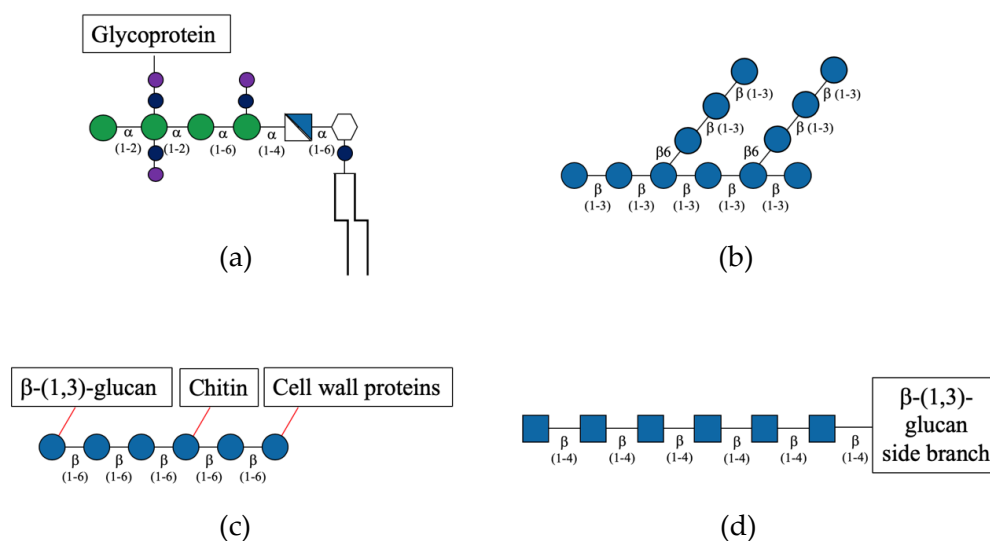 Glycoprotein
α α α α α
(1-2) (1-2) (1-6) (1-4) (1-6)
(a)
β (1-3) β (1-3)
β (1-3) β (1-3)
β6 β6
β β β β β
(1-3) (1-3) (1-3) (1-3) (1-3)
(b)
β-(1,3)-glucan Chitin Cell wall proteins
β β β β β
(1-6) (1-6) (1-6) (1-6) (1-6)
(c)
β-(1,3)-
glucan
side branch
β β β β β β
(1-4) (1-4) (1-4) (1-4) (1-4) (1-4)
(d)